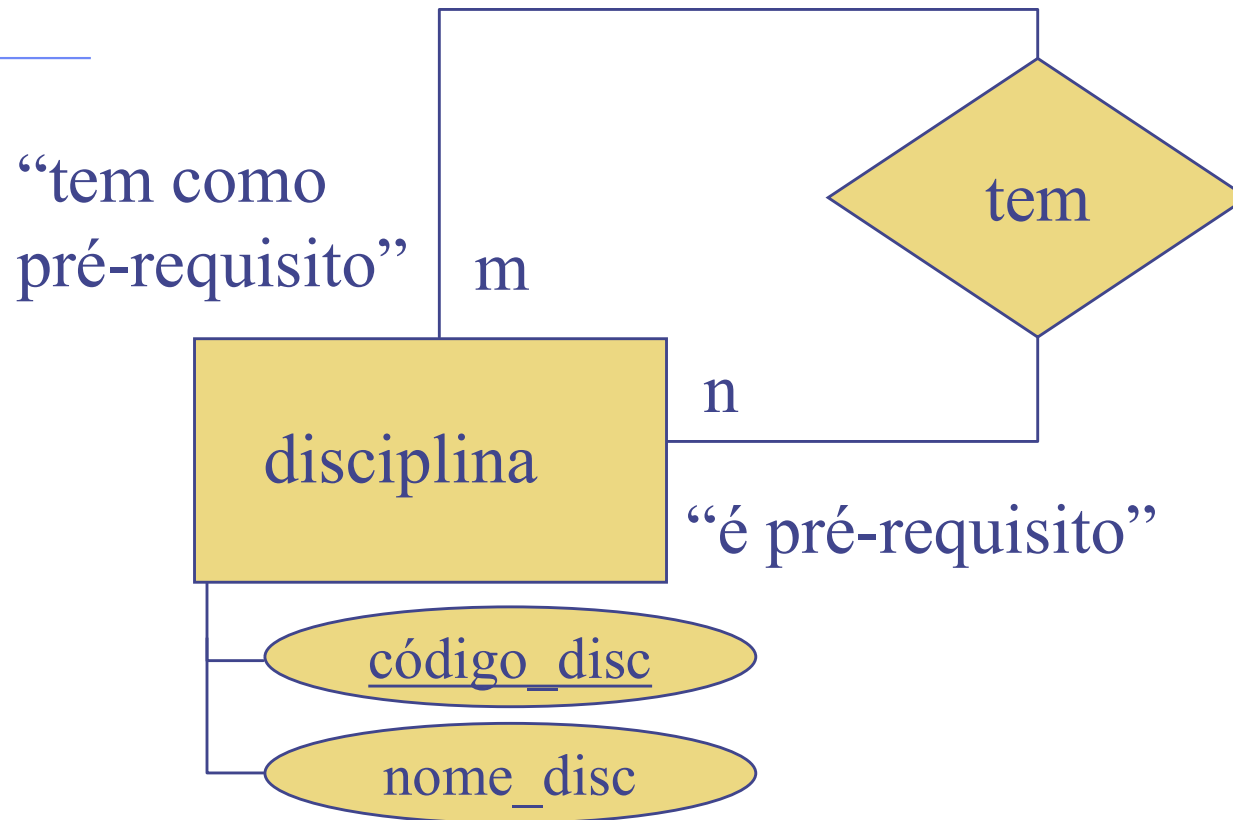 “tem como
pré-requisito”
m
tem
n
disciplina
“é pré-requisito”
código_disc
nome_disc